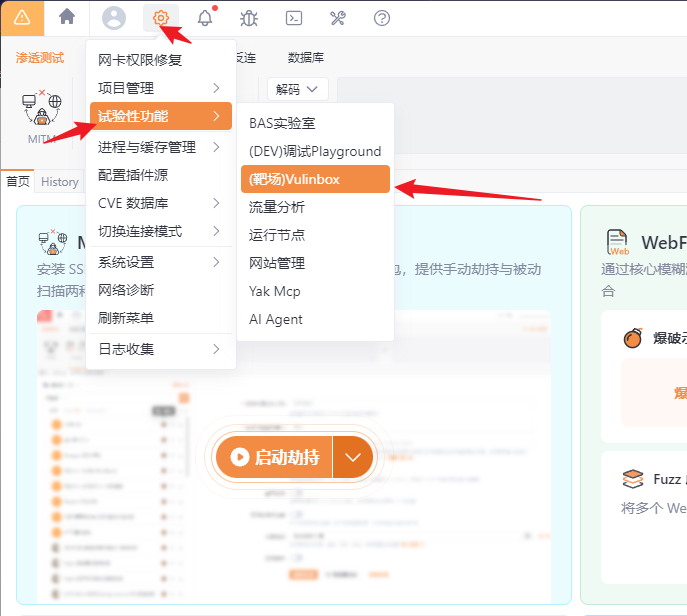 渗透测试
反连
数据库
解码
MITM
首页
History
网卡权限修复
项目管理
试验性功能
进程与缓存管理
配置插件源
CVE 数据库
切换连接模式
系统设置
网络诊断
刷新菜单
日志收集
BAS实验室
(DEV)调试Playground
(靶场)Vulinbox
流量分析
运行节点
网站管理
Yak Mcp
AI Agent
安装 SS
提供手动劫持与被动
扫描两
启动劫持
Web
WebF
通过核心模糊
合
爆破
爆
Fuzz
将多个 We